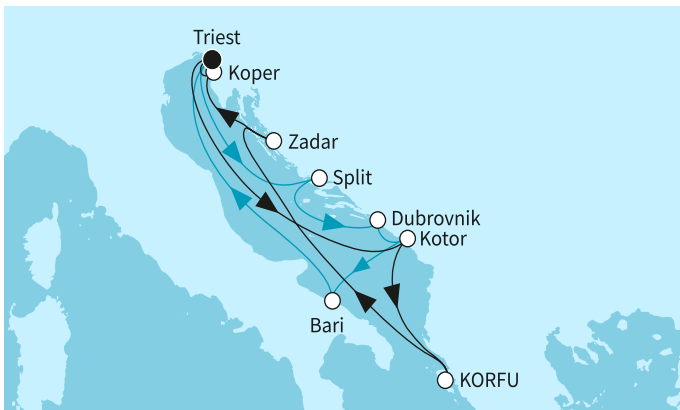 Triest
Koper
Zadar
Split
Dubrovnik
Kotor
Bari
KORFU